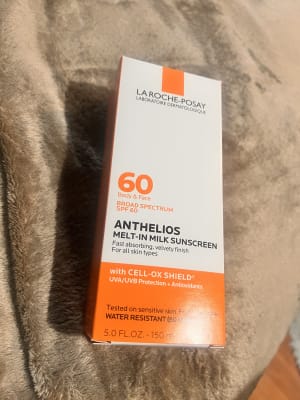 LA ROCHE-POSAY
LABORATOIRE DERMATOLOGIQUE
60
Body & Face
BROAD SPECTRUM
SPF 60
ANTHELIOS
MELT-IN MILK SUNSCREEN
Fast absorbing, velvety finish
For all skin types
with CELL-OX SHIELD®
UVA/UVB Protection + Antioxidants
Tested on sensitive skin
WATER RESISTANT
5.0 FL.OZ. - 150